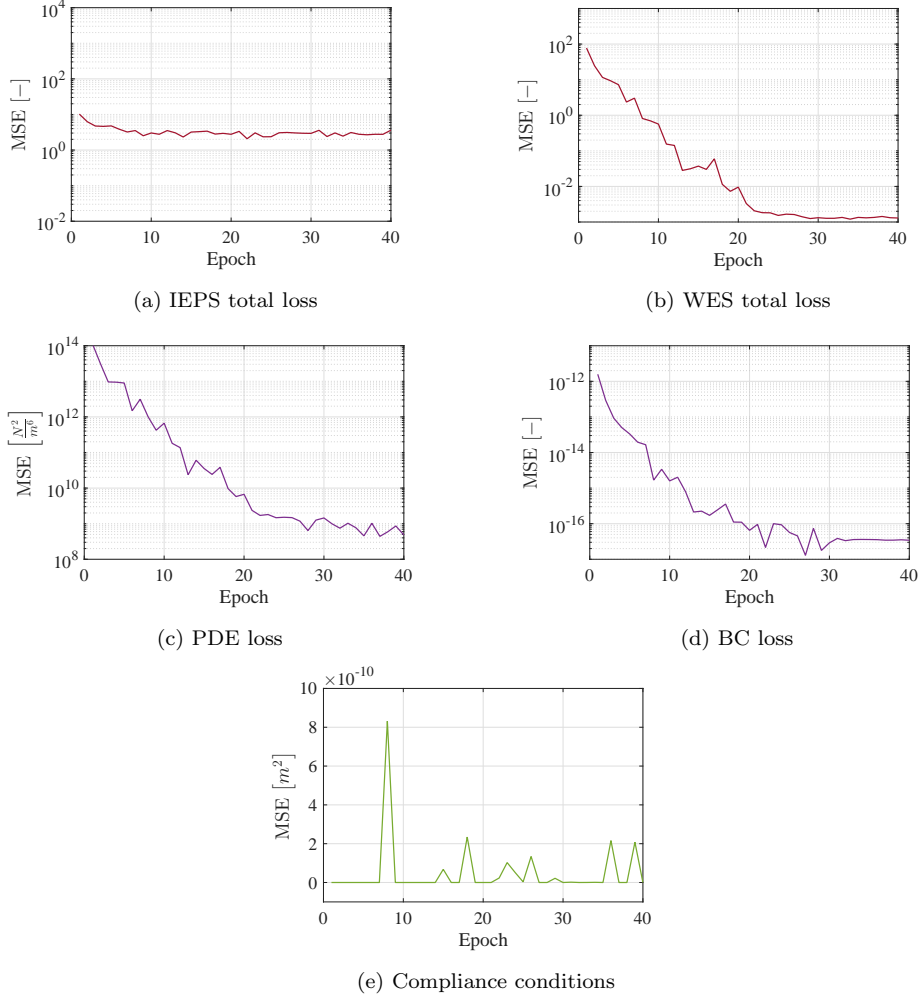 10^4
10^2
10^0
10^-2
MSE [−]
0 10 20 30 40
Epoch
(a) IEPS total loss
10^2
10^0
10^-2
MSE [−]
0 10 20 30 40
Epoch
(b) WES total loss
10^14
10^12
10^10
10^8
MSE [N^2/m^6]
0 10 20 30 40
Epoch
(c) PDE loss
10^-12
10^-14
10^-16
MSE [−]
0 10 20 30 40
Epoch
(d) BC loss
×10^-10
10
8
6
4
2
0
MSE [m^2]
0 10 20 30 40
Epoch
(e) Compliance conditions